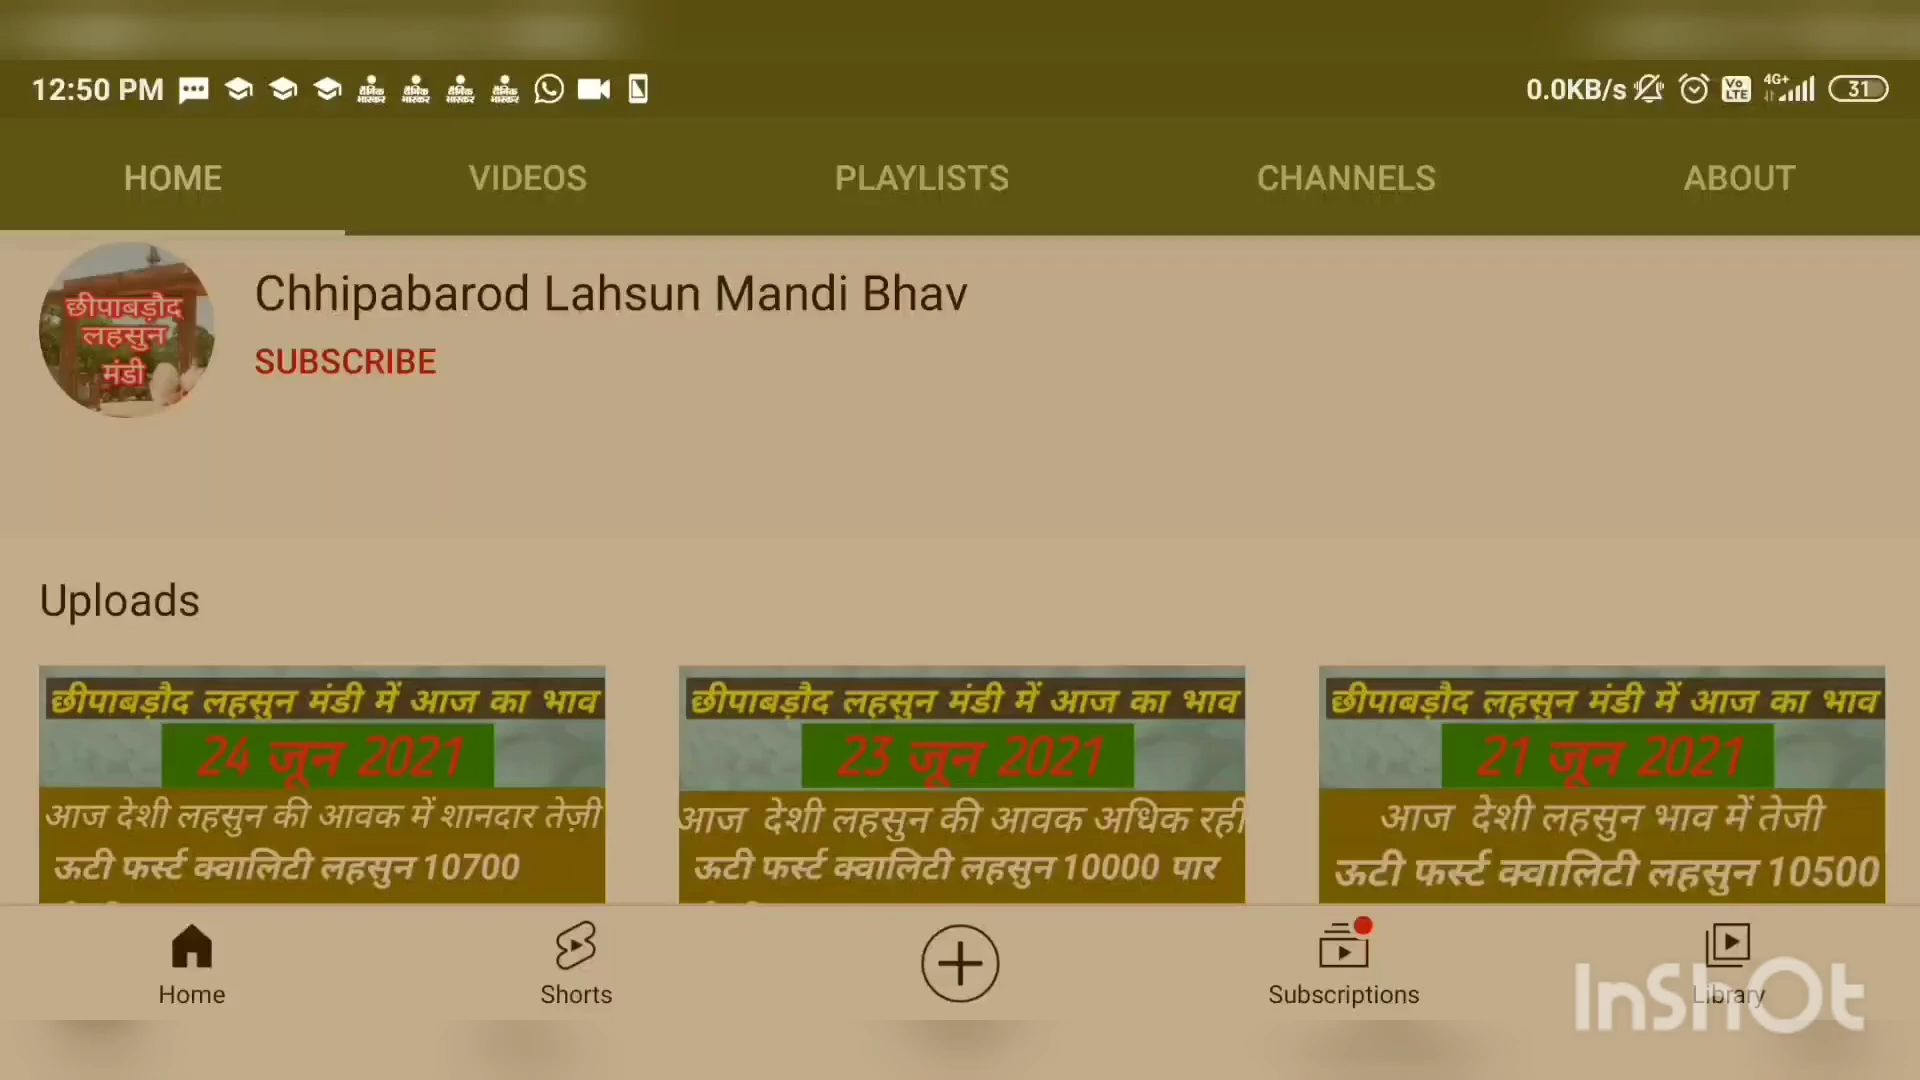 12:50 PM
0.0KB/s
Vo LTE
4G+
31
HOME
VIDEOS
PLAYLISTS
CHANNELS
ABOUT
छीपाबड़ौद
लहसुन
मंडी
Chhipabarod Lahsun Mandi Bhav
SUBSCRIBE
Uploads
छीपाबड़ौद लहसुन मंडी में आज का भाव
24 जून 2021
आज देशी लहसुन की आवक में शानदार तेज़ी
ऊटी फर्स्ट क्वालिटी लहसुन 10700
छीपाबड़ौद लहसुन मंडी में आज का भाव
23 जून 2021
आज देशी लहसुन की आवक अधिक रही
ऊटी फर्स्ट क्वालिटी लहसुन 10000 पार
छीपाबड़ौद लहसुन मंडी में आज का भाव
21 जून 2021
आज देशी लहसुन भाव में तेजी
ऊटी फर्स्ट क्वालिटी लहसुन 10500
Home
Shorts
Subscriptions
Library
InShOt